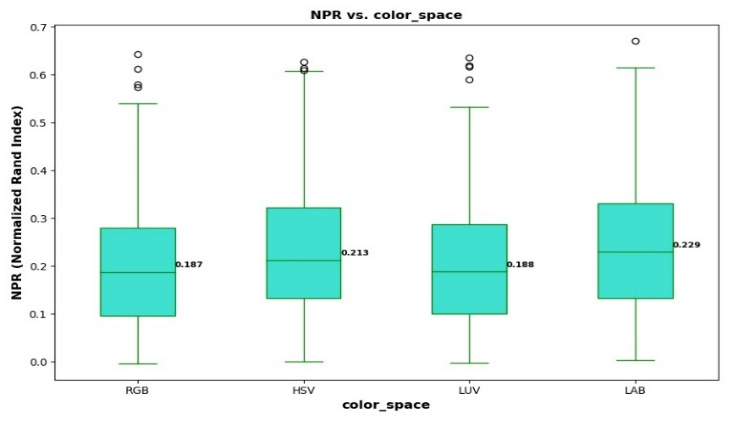 NPR vs. color_space
NPR (Normalized Rand Index)
0.7
0.6
0.5
0.4
0.3
0.2
0.1
0.0
0.187
0.213
0.188
0.229
RGB
HSV
LUV
LAB
color_space